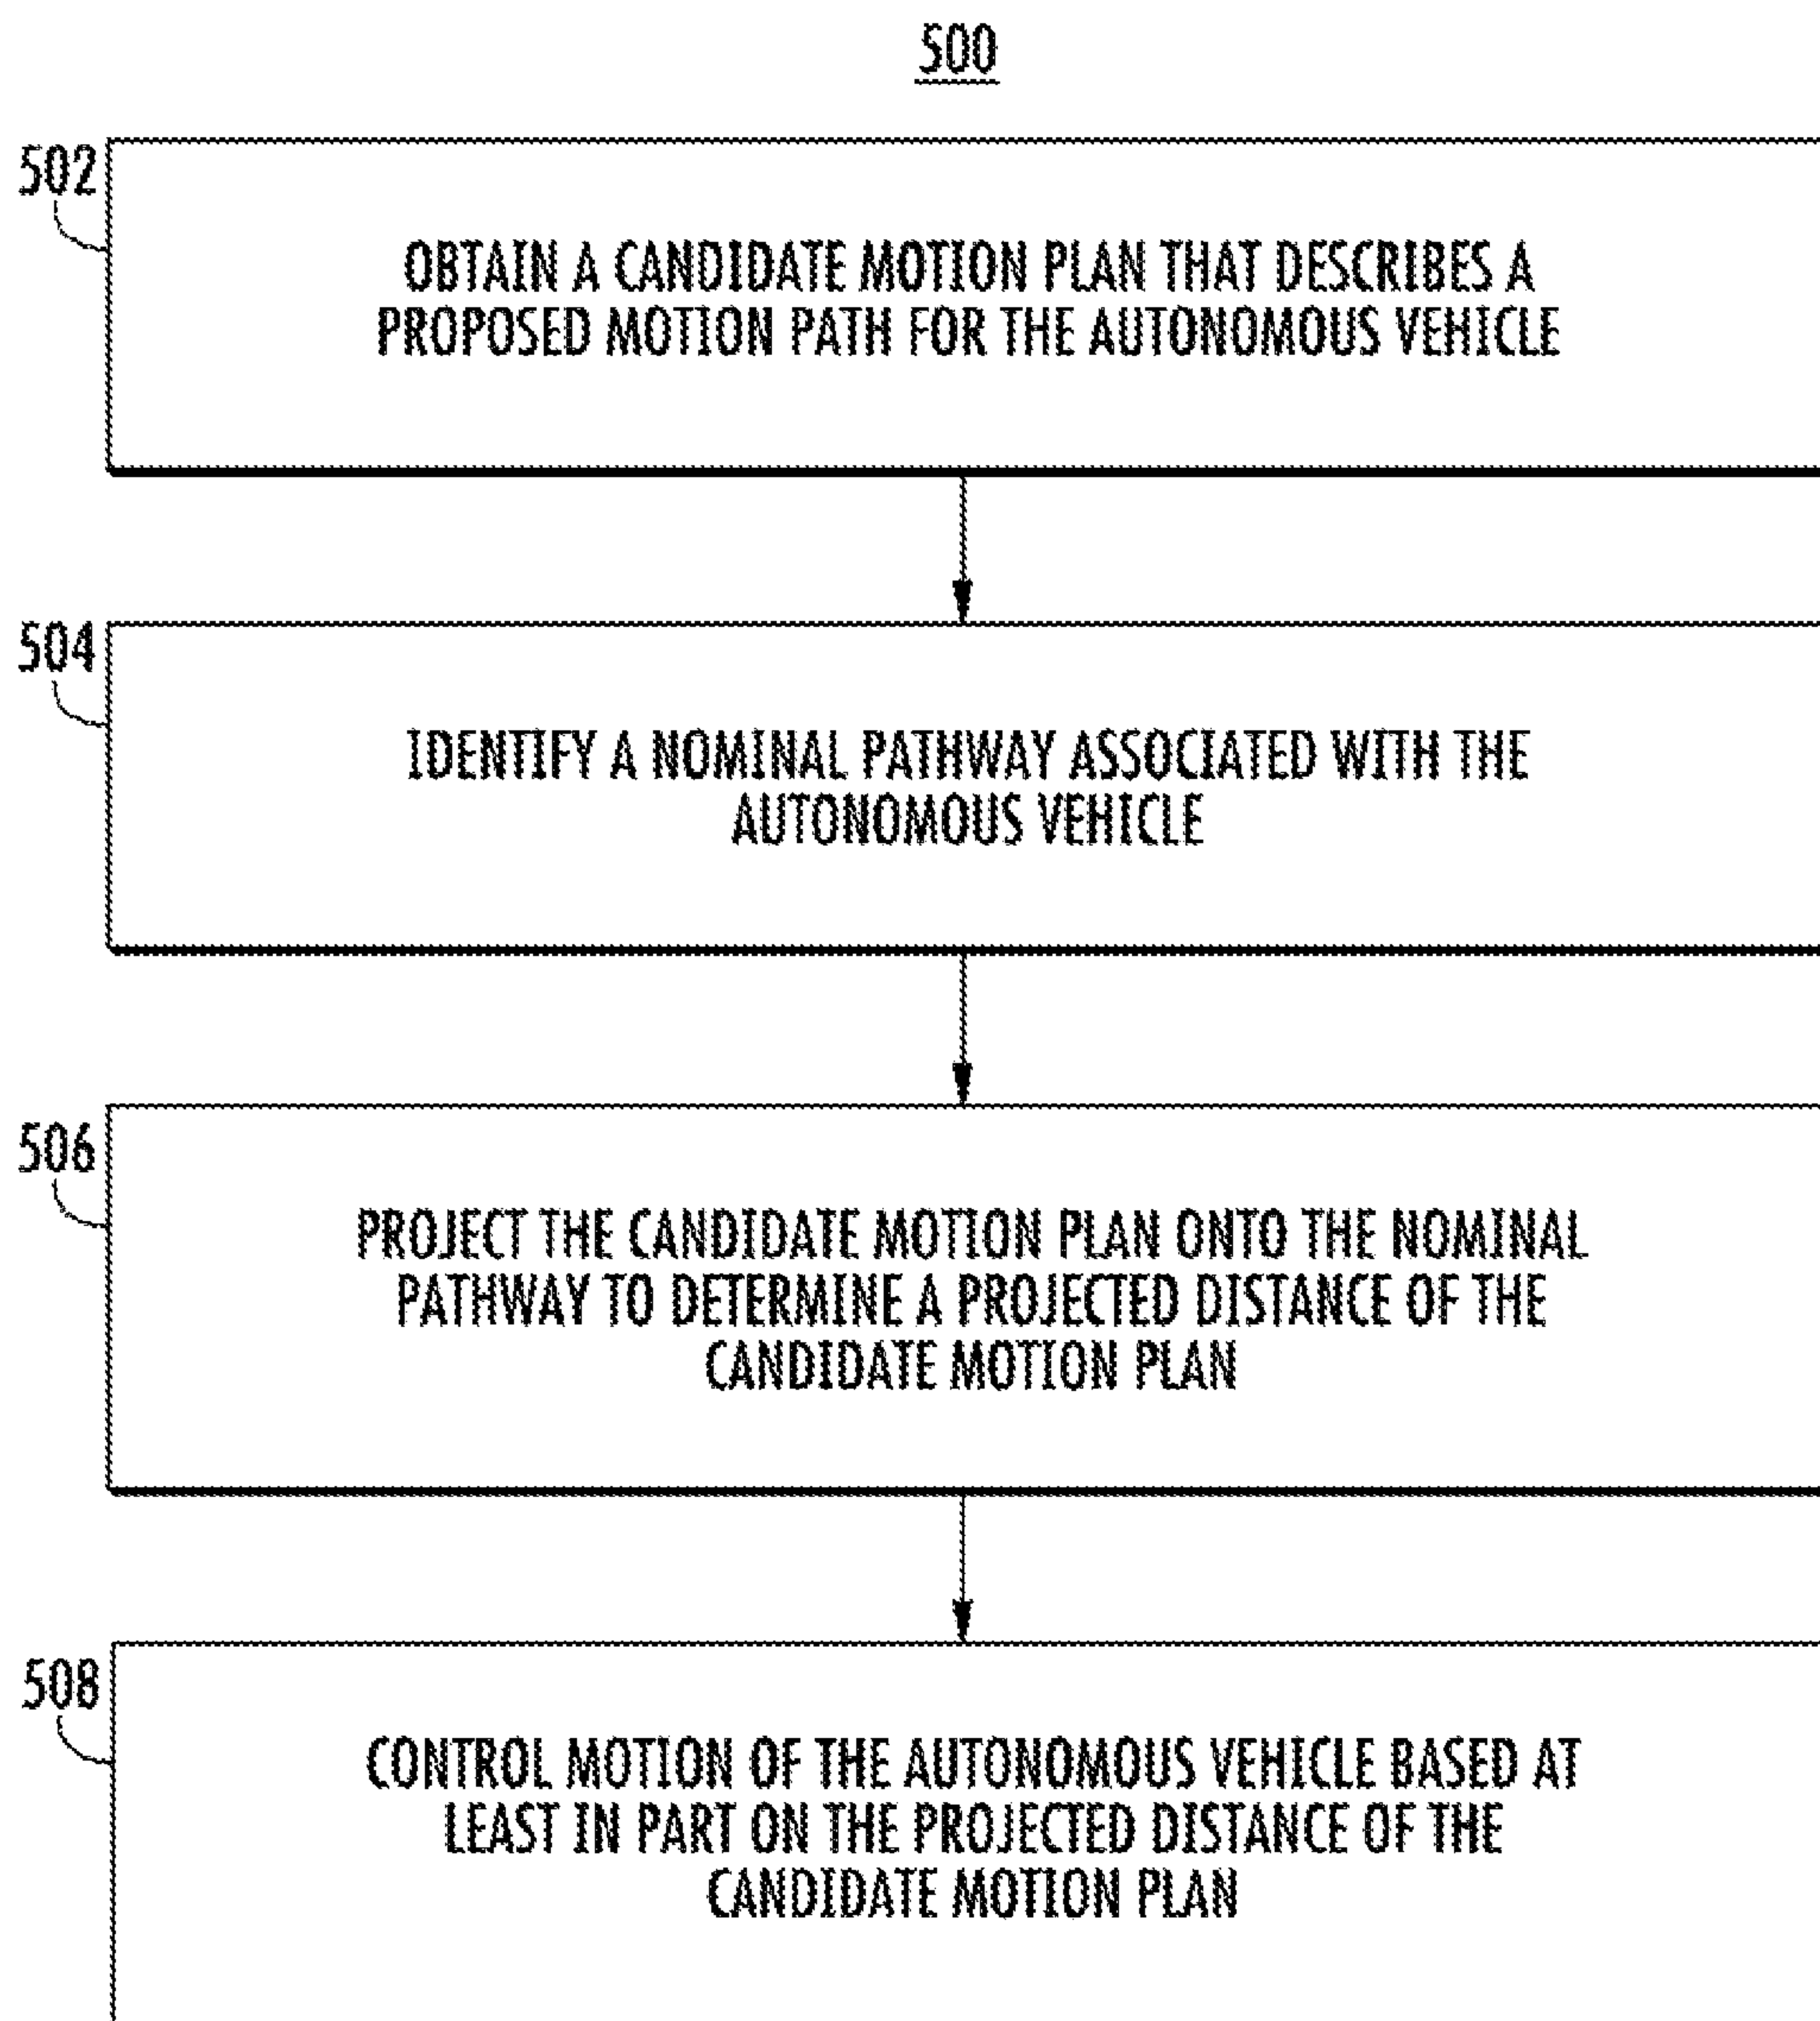 500
502
OBTAIN A CANDIDATE MOTION PLAN THAT DESCRIBES A
PROPOSED MOTION PATH FOR THE AUTONOMOUS VEHICLE
504
IDENTIFY A NOMINAL PATHWAY ASSOCIATED WITH THE
AUTONOMOUS VEHICLE
506
PROJECT THE CANDIDATE MOTION PLAN ONTO THE NOMINAL
PATHWAY TO DETERMINE A PROJECTED DISTANCE OF THE
CANDIDATE MOTION PLAN
508
CONTROL MOTION OF THE AUTONOMOUS VEHICLE BASED AT
LEAST IN PART ON THE PROJECTED DISTANCE OF THE
CANDIDATE MOTION PLAN